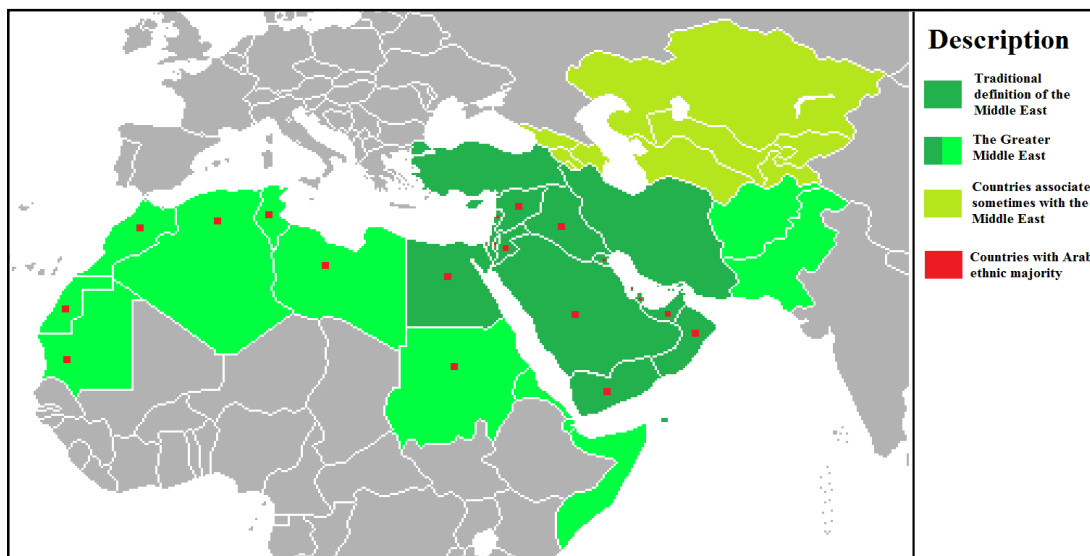 Description
Traditional
definition of the
Middle East
The Greater
Middle East
Countries associate
sometimes with the
Middle East
Countries with Arab
ethnic majority